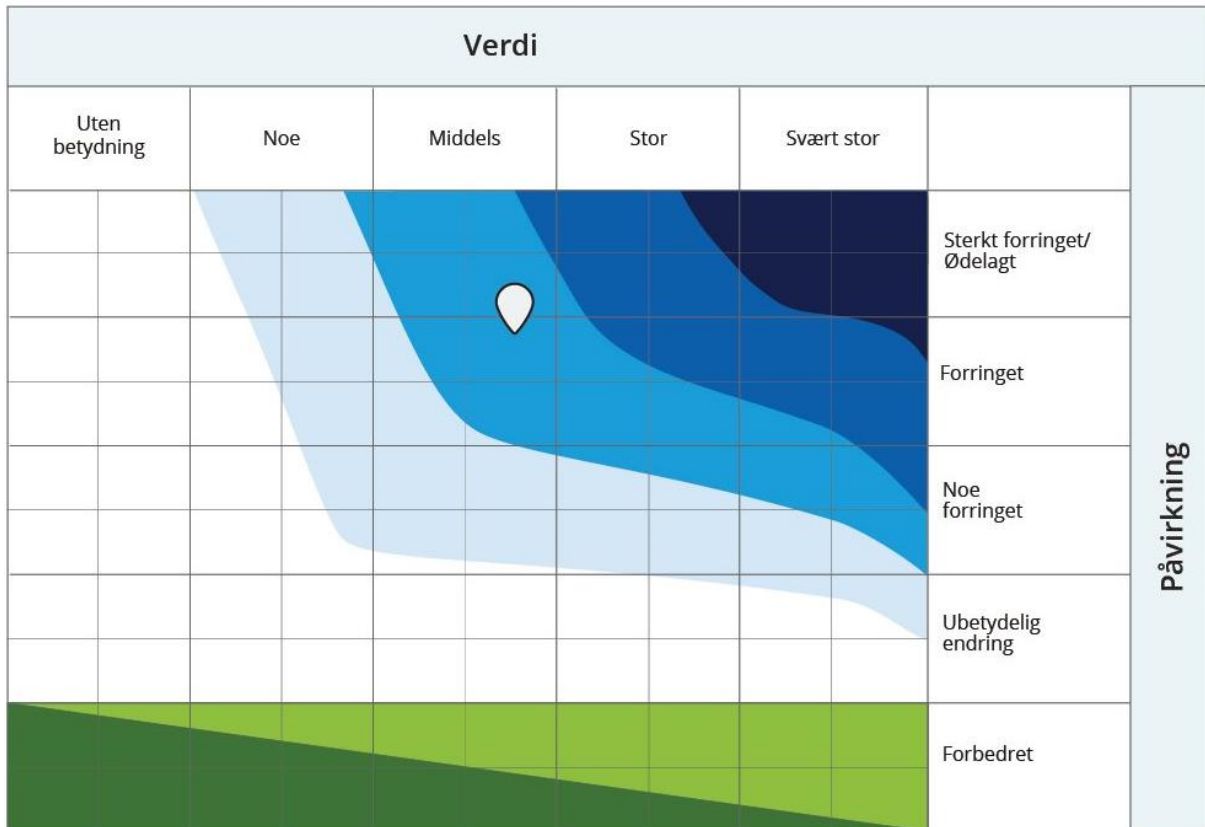 Verdi
Uten
betydning
Noe
Middels
Stor
Svært stor
Sterkt forringet/
Ødelagt
Forringet
Noe
forringet
Ubetydelig
endring
Forbedret
Påvirkning